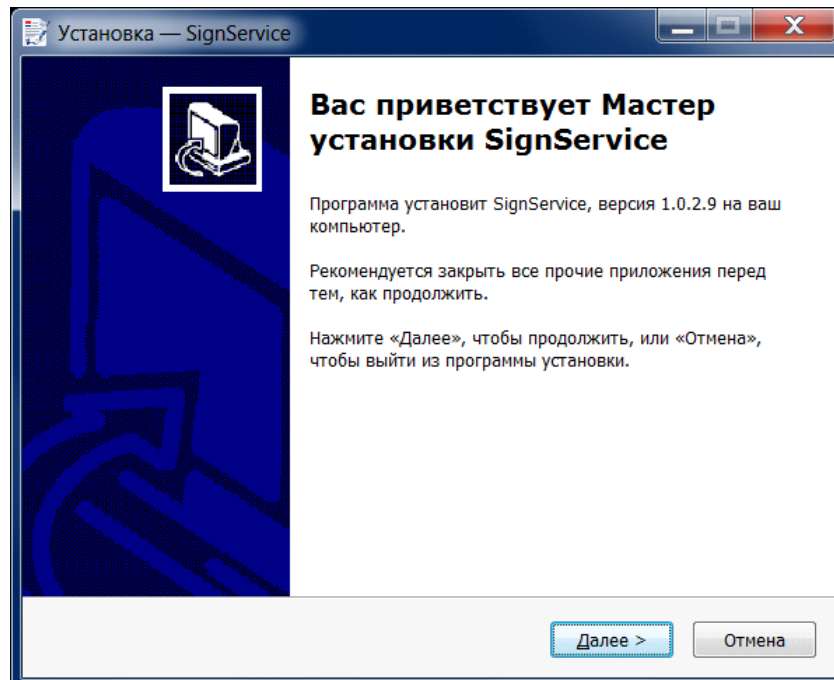 Установка — SignService
Вас приветствует Мастер
установки SignService
Программа установит SignService, версия 1.0.2.9 на ваш
компьютер.
Рекомендуется закрыть все прочие приложения перед
тем, как продолжить.
Нажмите «Далее», чтобы продолжить, или «Отмена»,
чтобы выйти из программы установки.
Далее >
Отмена